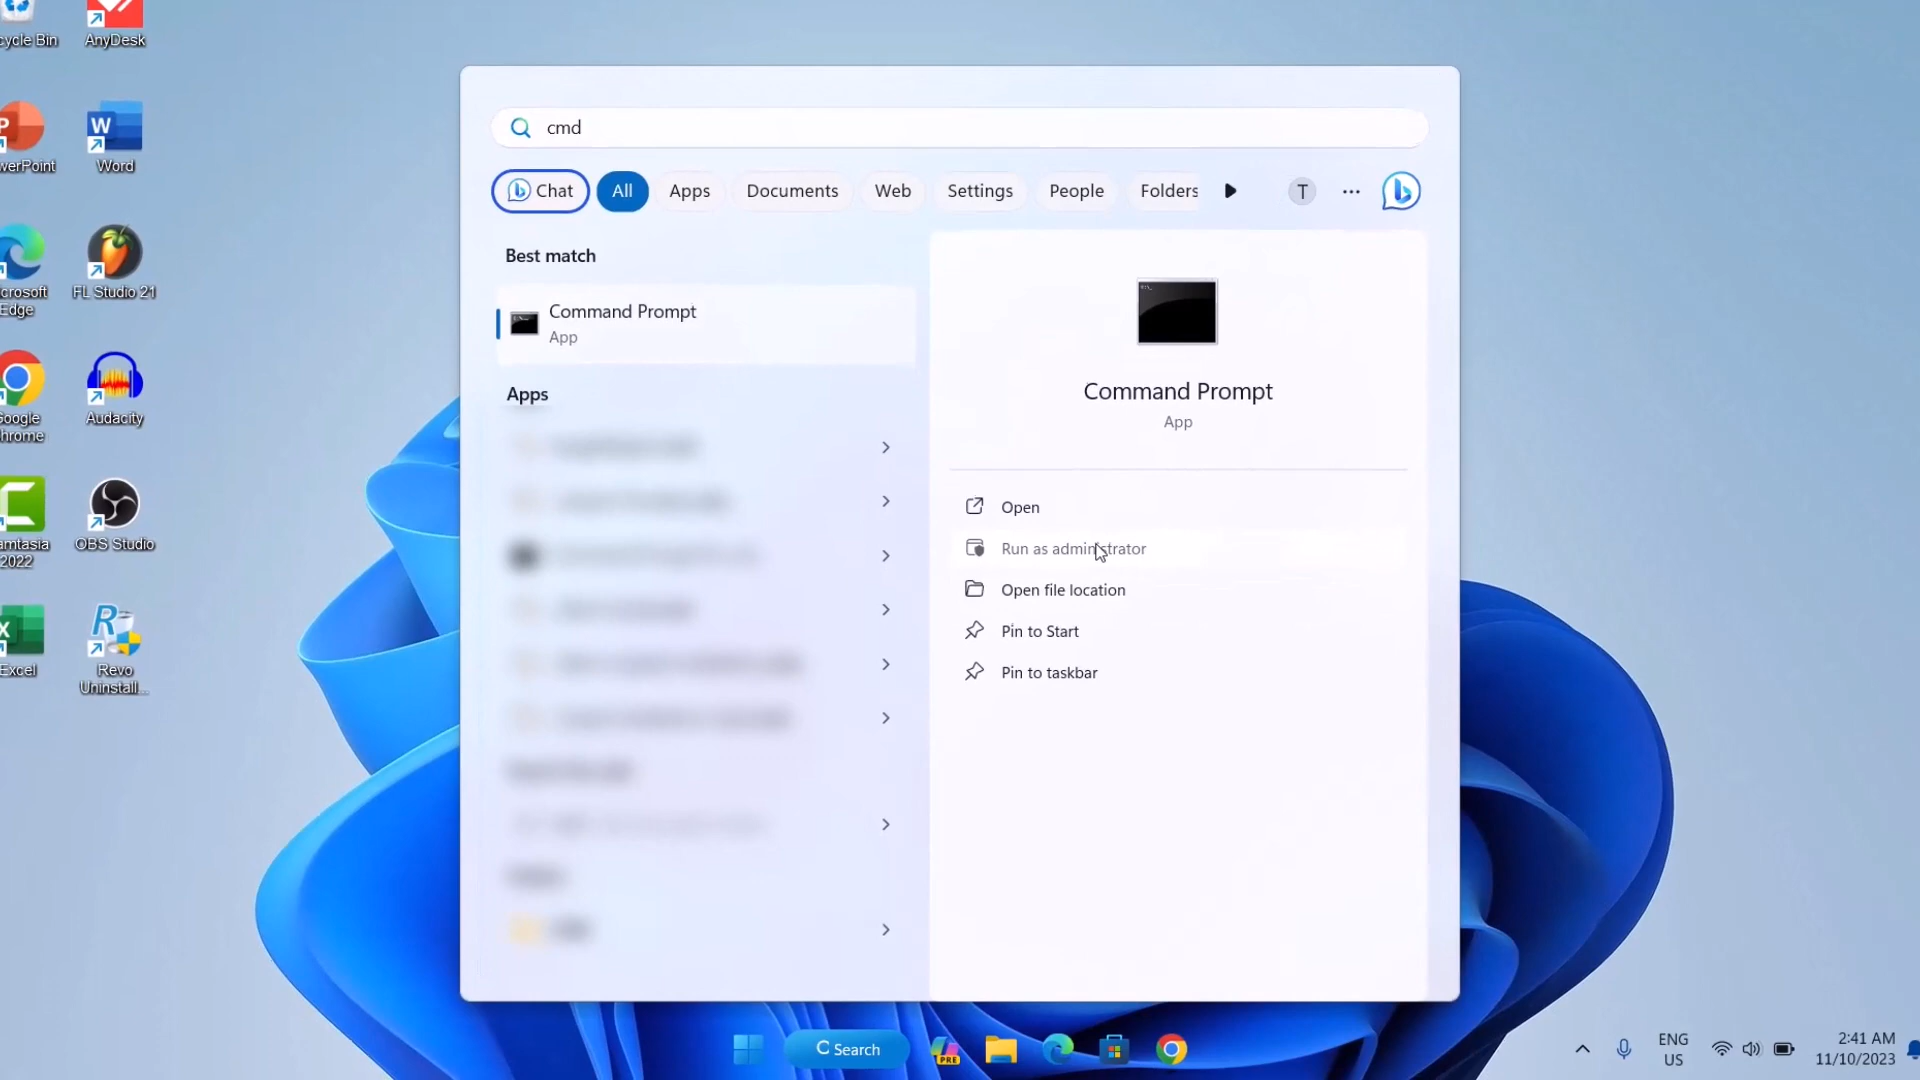 cycle Bin
AnyDesk
werPoint
Word
crosoft
Edge
FL Studio 21
Google
hrome
Audacity
amtasia
2022
OBS Studio
Excel
Revo
Uninstall...
cmd
Chat
All
Apps
Documents
Web
Settings
People
Folders
T
Best match
Command Prompt
App
Apps
Command Prompt
App
Open
Run as administrator
Open file location
Pin to Start
Pin to taskbar
Search
PRE
ENG
US
2:41 AM
11/10/2023